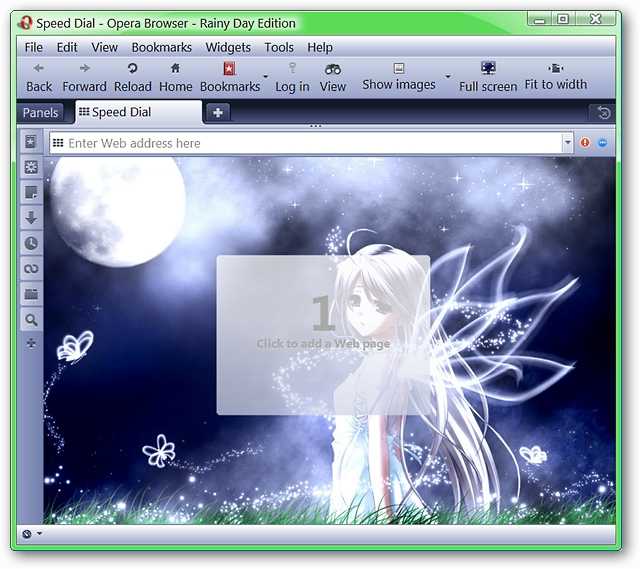 Speed Dial - Opera Browser - Rainy Day Edition
File Edit View Bookmarks Widgets Tools Help
Back Forward Reload Home Bookmarks Log in View Show images Full screen Fit to width
Panels Speed Dial
Enter Web address here
1
Click to add a Web page